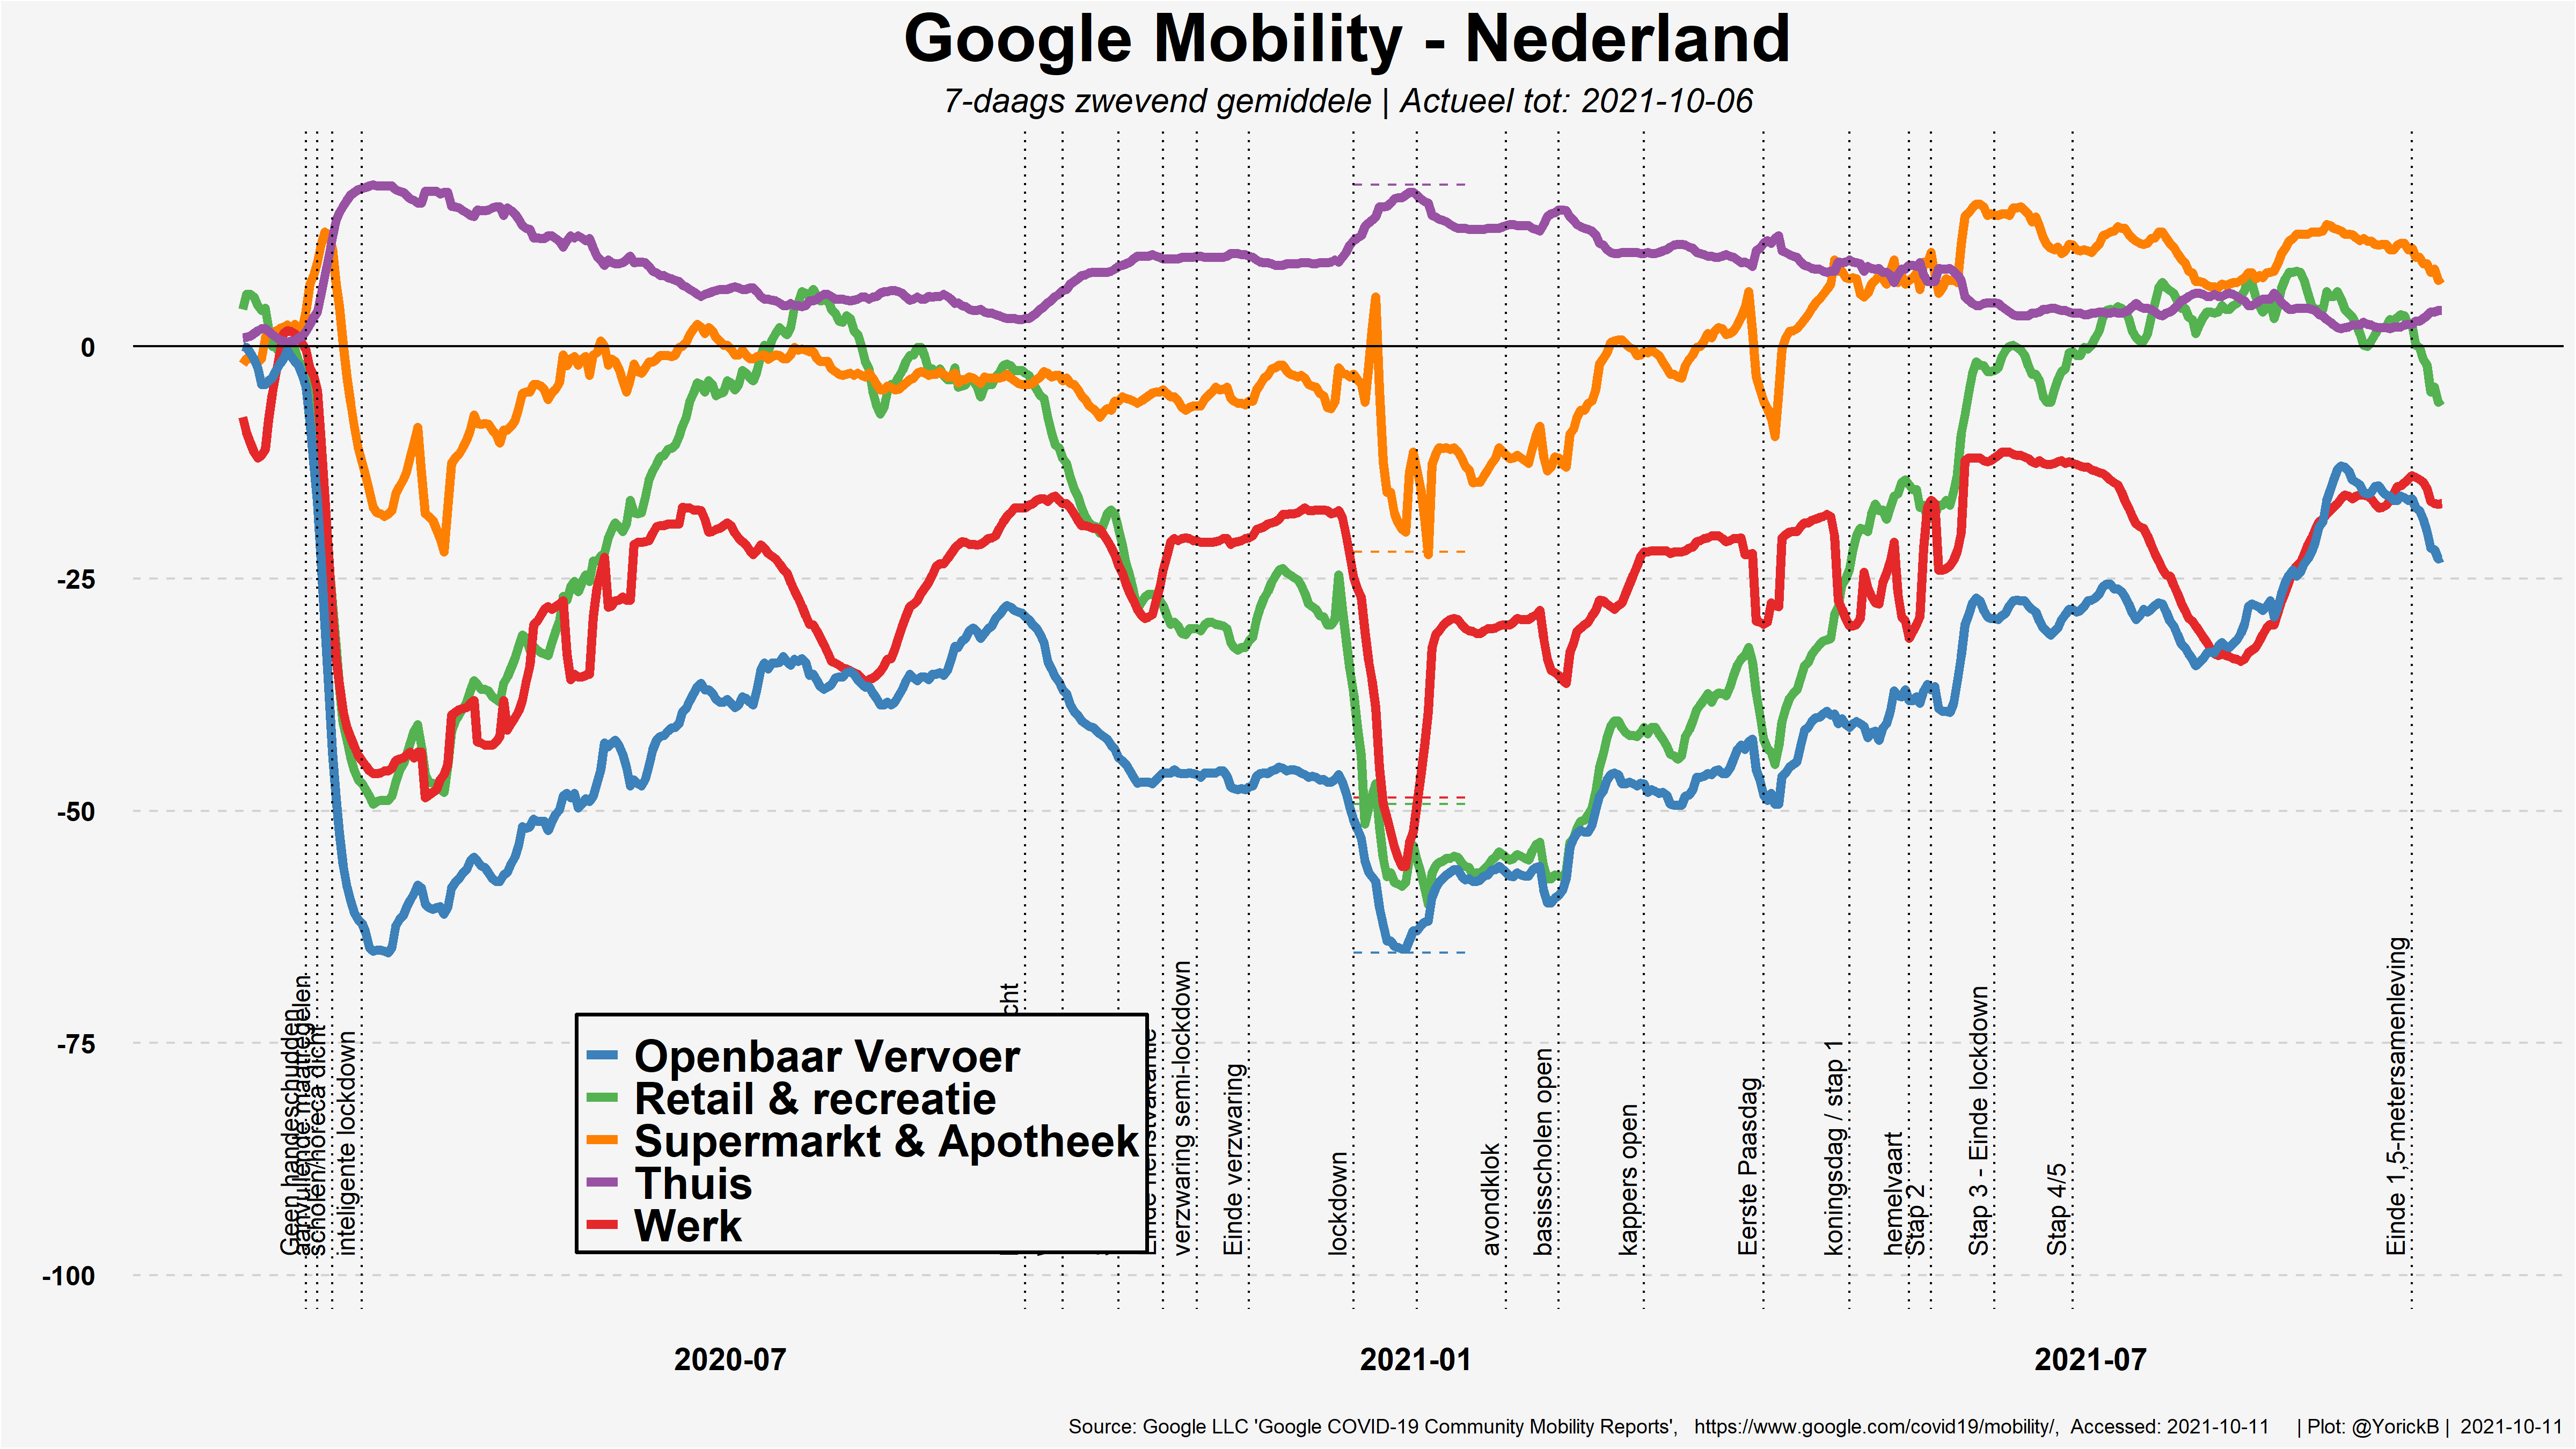 Google Mobility - Nederland
7-daags zwevend gemiddele | Actueel tot: 2021-10-06
0
-25
-50
-75
-100
Geen handeschudden
aanvullende maatregelen
scholen/horeca dicht
inteligente lockdown
verzwaring semi-lockdown
Einde verzwaring
lockdown
avondklok
basisscholen open
kappers open
Eerste Paasdag
koningsdag / stap 1
hemelvaart
Stap 2
Stap 3 - Einde lockdown
Stap 4/5
Einde 1,5-metersamenleving
Openbaar Vervoer
Retail & recreatie
Supermarkt & Apotheek
Thuis
Werk
2020-07
2021-01
2021-07
Source: Google LLC 'Google COVID-19 Community Mobility Reports', https://www.google.com/covid19/mobility/, Accessed: 2021-10-11 | Plot: @YorickB | 2021-10-11